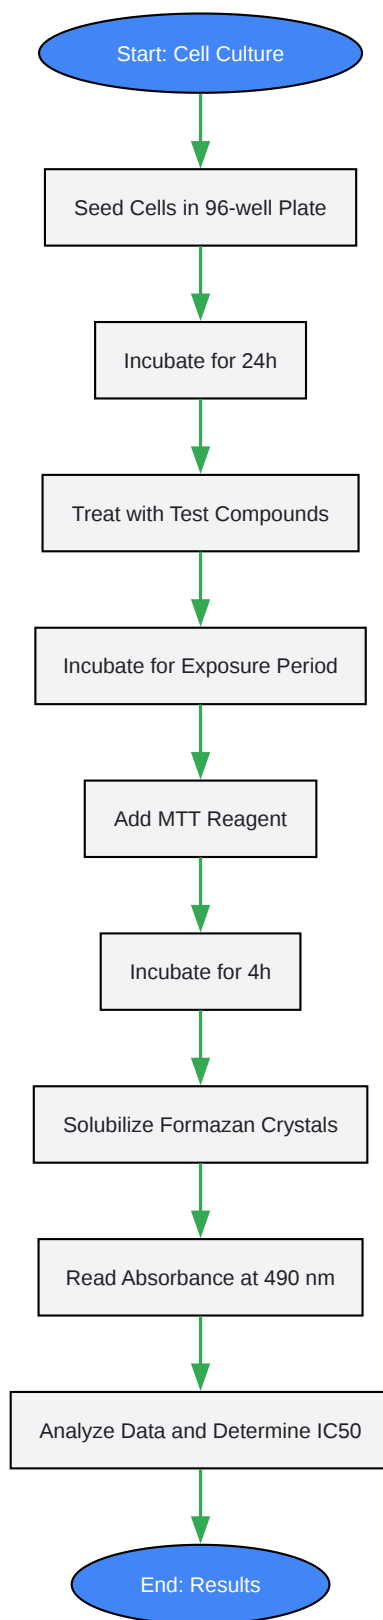 Start: Cell Culture
Seed Cells in 96-well Plate
Incubate for 24h
Treat with Test Compounds
Incubate for Exposure Period
Add MTT Reagent
Incubate for 4h
Solubilize Formazan Crystals
Read Absorbance at 490 nm
Analyze Data and Determine IC50
End: Results